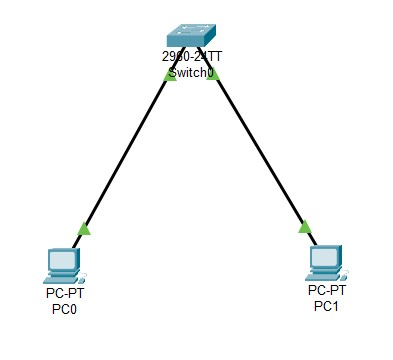 2960-24TT
Switch0
PC-PT
PC0
PC-PT
PC1